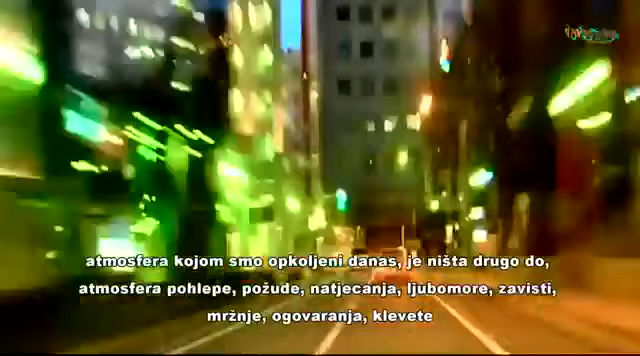 atmosfera kojom smo opkoljeni danas, je ništa drugo do,
atmosfera pohlepe, požude, natjecanja, ljubomore, zavisti,
mržnje, ogovaranja, klevete